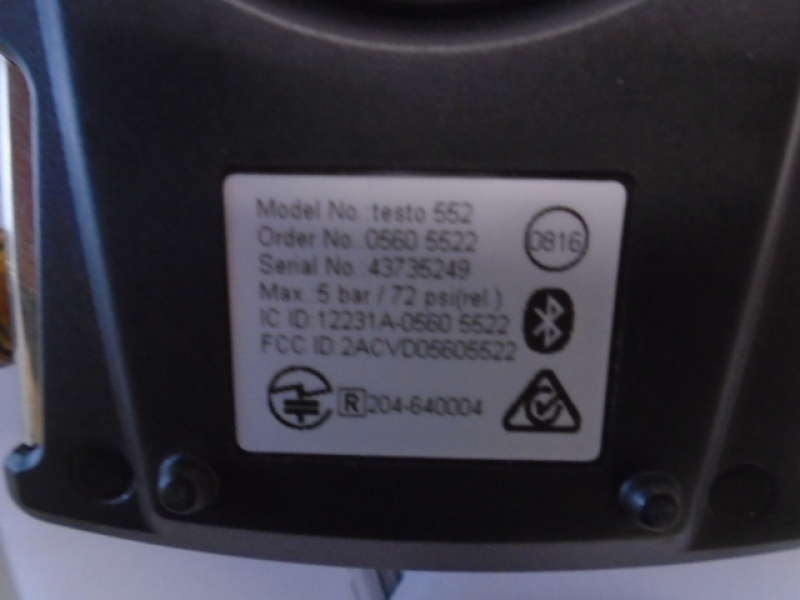 Model No.:testo 552
Order No.:0560 5522
0816
Serial No.:43735249
Max.:5 bar / 72 psi(rel.)
IC ID:12231A-0560 5522
FCC ID:2ACVD05605522
R 204-640004